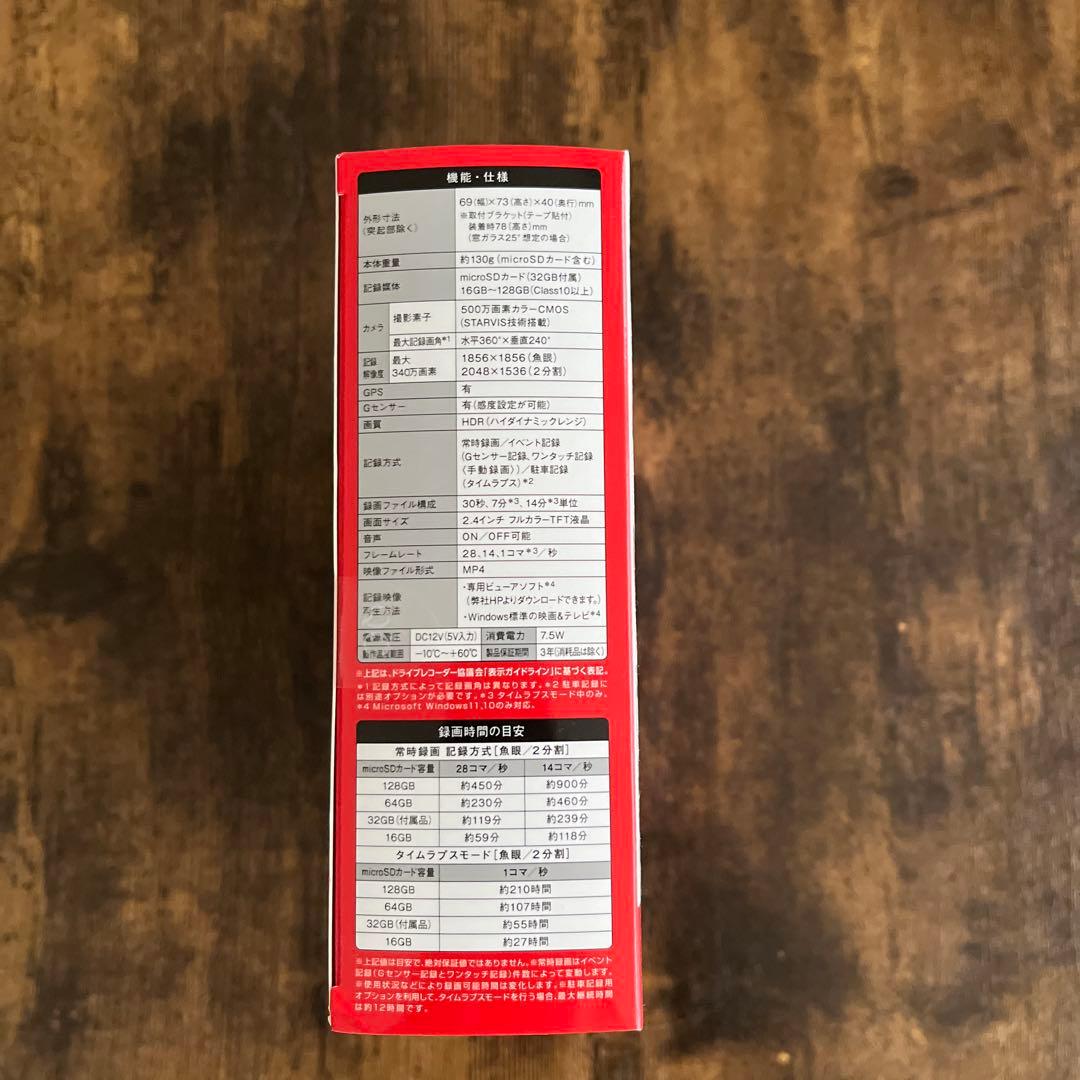 機能・仕様
外形寸法
(突起部除く)
69(幅)×73(高さ)×40(奥行)mm
※取付ブラケット(テープ貼付)
装着時78(高さ)mm
(窓ガラス25°想定の場合)
本体重量 約130g(microSDカード含む)
記録媒体
microSDカード(32GB付属)
16GB〜128GB(Class10以上)
カメラ
撮影素子
500万画素カラーCMOS
(STARVIS技術搭載)
最大記録画角*1 水平360°×垂直240°
記録
解像度
最大
340万画素
1856×1856(魚眼)
2048×1536(2分割)
GPS 有
Gセンサー 有(感度設定が可能)
画質 HDR(ハイダイナミックレンジ)
記録方式
常時録画/イベント記録
(Gセンサー記録、ワンタッチ記録
〈手動録画〉)/駐車記録
(タイムラプス)*2
録画ファイル構成 30秒、7分*3、14分*3単位
画面サイズ 2.4インチ フルカラーTFT液晶
音声 ON/OFF可能
フレームレート 28、14、1コマ*3/秒
映像ファイル形式 MP4
記録映像
再生方法
・専用ビューアソフト*4
(弊社HPよりダウンロードできます。)
・Windows標準の映画&テレビ*4
電源電圧 DC12V(5V入力) 消費電力 7.5W
動作温度範囲 −10℃〜+60℃ 製品保証期間 3年(消耗品は除く)
※上記は、ドライブレコーダー協議会「表示ガイドライン」に基づく表記。
*1 記録方式によって記録画角は異なります。*2 駐車記録に
は別途オプションが必要です。*3 タイムラプスモード中のみ。
*4 Microsoft Windows11、10のみ対応。
録画時間の目安
常時録画 記録方式[魚眼/2分割]
microSDカード容量 28コマ/秒 14コマ/秒
128GB 約450分 約900分
64GB 約230分 約460分
32GB(付属品) 約119分 約239分
16GB 約59分 約118分
タイムラプスモード[魚眼/2分割]
microSDカード容量 1コマ/秒
128GB 約210時間
64GB 約107時間
32GB(付属品) 約55時間
16GB 約27時間
※上記値は目安で、絶対保証値ではありません。※常時録画はイベント
記録(Gセンサー記録とワンタッチ記録)件数によって変動します。
※使用状況などにより録画可能時間は変化します。※駐車記録用
オプションを利用して、タイムラプスモードを行う場合、最大継続時間
は約12時間です。